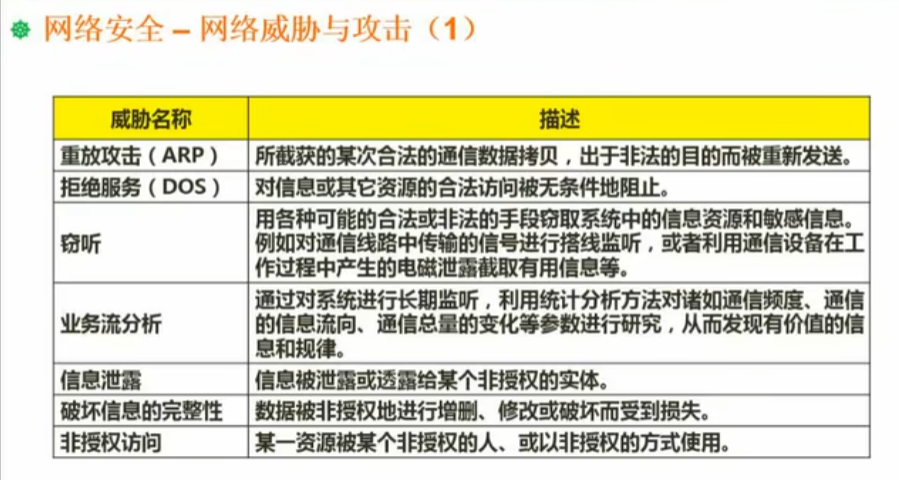 网络安全 – 网络威胁与攻击（1）
威胁名称 描述
重放攻击（ARP） 所截获的某次合法的通信数据拷贝，出于非法的目的而被重新发送。
拒绝服务（DOS） 对信息或其它资源的合法访问被无条件地阻止。
窃听 用各种可能的合法或非法的手段窃取系统中的信息资源和敏感信息。
例如对通信线路中传输的信号进行搭线监听，或者利用通信设备在工
作过程中产生的电磁泄露截取有用信息等。
业务流分析 通过对系统进行长期监听，利用统计分析方法对诸如通信频度、通信
的信息流向、通信总量的变化等参数进行研究，从而发现有价值的信
息和规律。
信息泄露 信息被泄露或透露给某个非授权的实体。
破坏信息的完整性 数据被非授权地进行增删、修改或破坏而受到损失。
非授权访问 某一资源被某个非授权的人、或以非授权的方式使用。